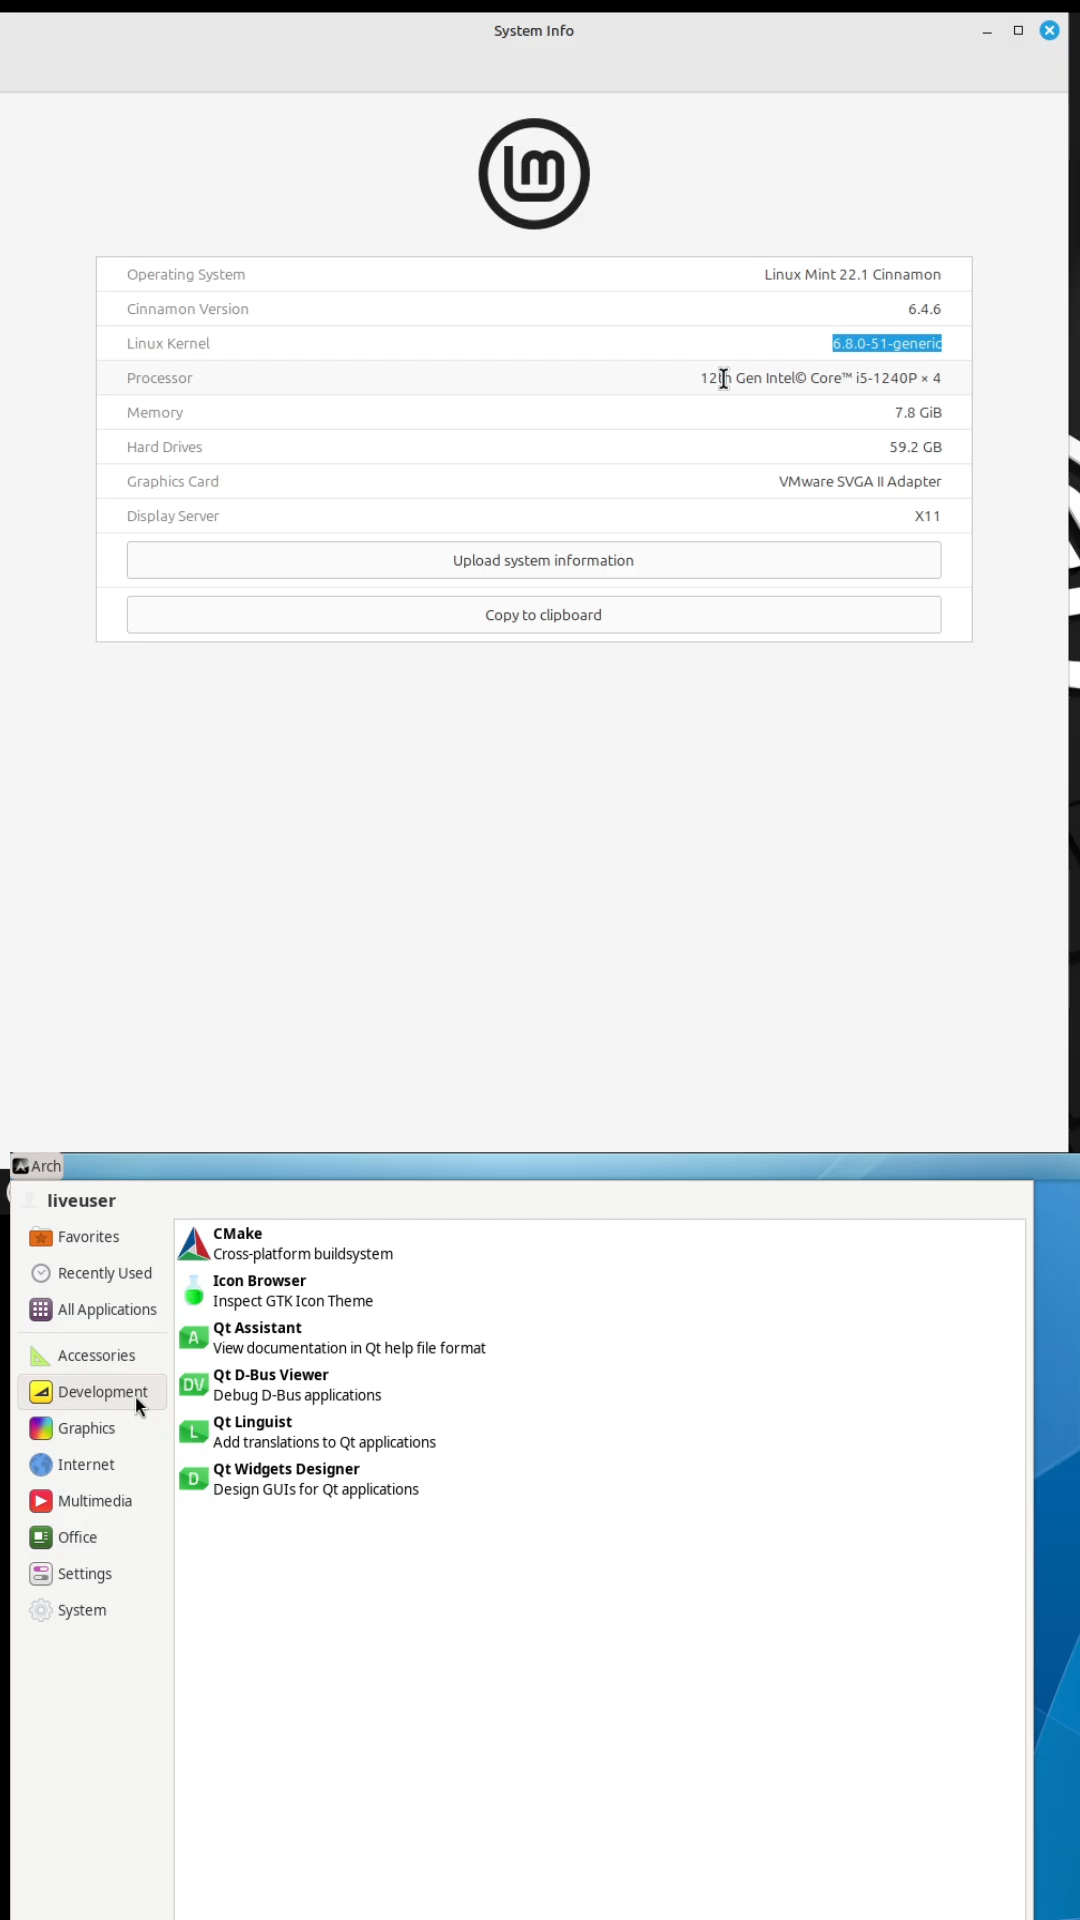 System Info
lm
Operating System Linux Mint 22.1 Cinnamon
Cinnamon Version 6.4.6
Linux Kernel 6.8.0-51-generic
Processor 12th Gen Intel© Core™ i5-1240P × 4
Memory 7.8 GiB
Hard Drives 59.2 GB
Graphics Card VMware SVGA II Adapter
Display Server X11
Upload system information
Copy to clipboard
Arch
liveuser
Favorites
Recently Used
All Applications
Accessories
Development
Graphics
Internet
Multimedia
Office
Settings
System
CMake
Cross-platform buildsystem
Icon Browser
Inspect GTK Icon Theme
A
Qt Assistant
View documentation in Qt help file format
DV
Qt D-Bus Viewer
Debug D-Bus applications
L
Qt Linguist
Add translations to Qt applications
D
Qt Widgets Designer
Design GUIs for Qt applications